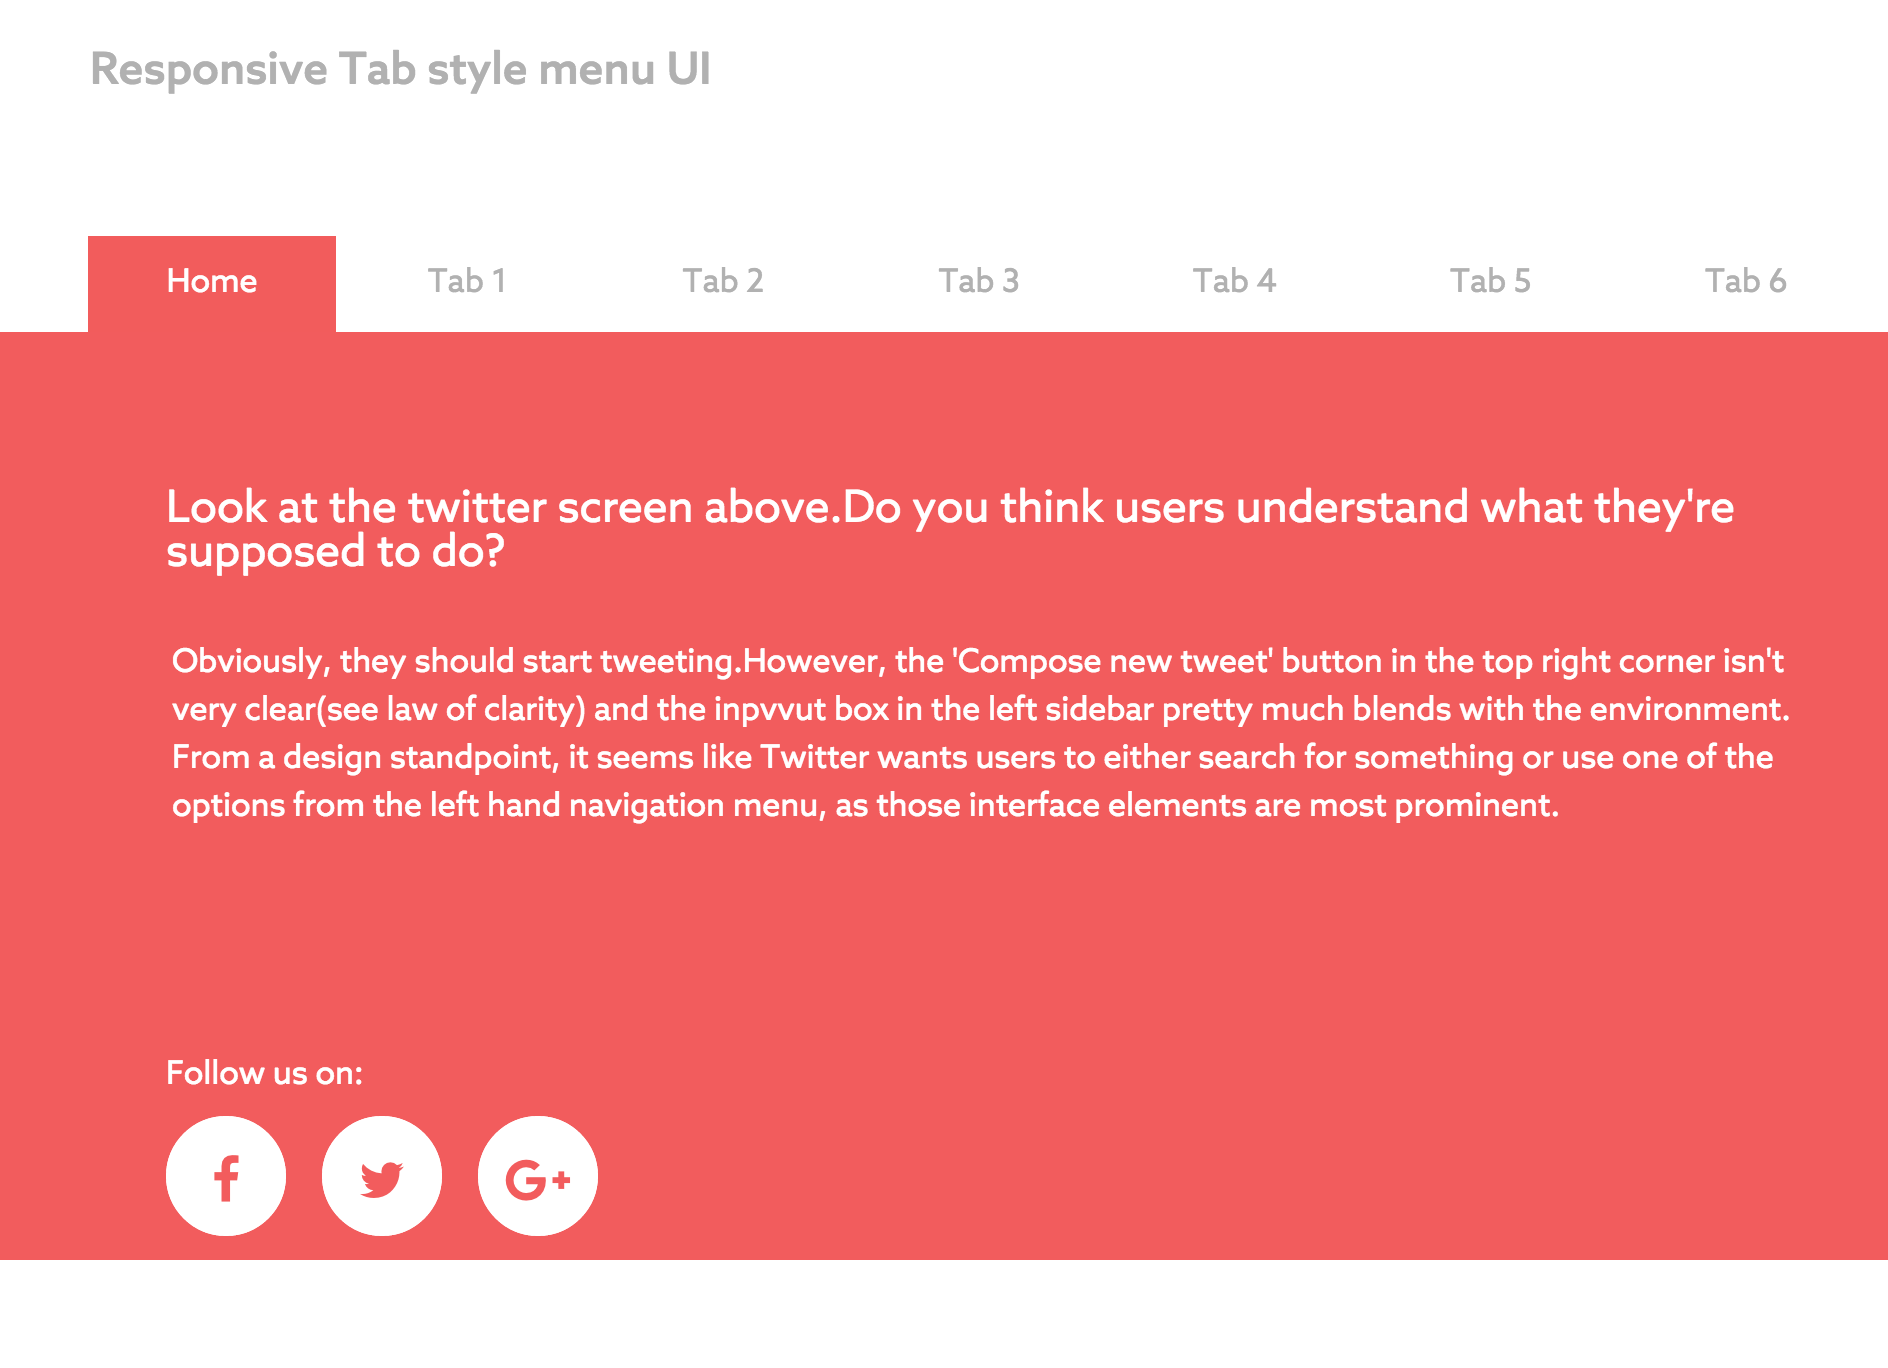 Responsive Tab style menu UI
Home Tab 1 Tab 2 Tab 3 Tab 4 Tab 5 Tab 6
Look at the twitter screen above.Do you think users understand what they're
supposed to do?
Obviously, they should start tweeting.However, the 'Compose new tweet' button in the top right corner isn't
very clear(see law of clarity) and the inpvvut box in the left sidebar pretty much blends with the environment.
From a design standpoint, it seems like Twitter wants users to either search for something or use one of the
options from the left hand navigation menu, as those interface elements are most prominent.
Follow us on:
f G+